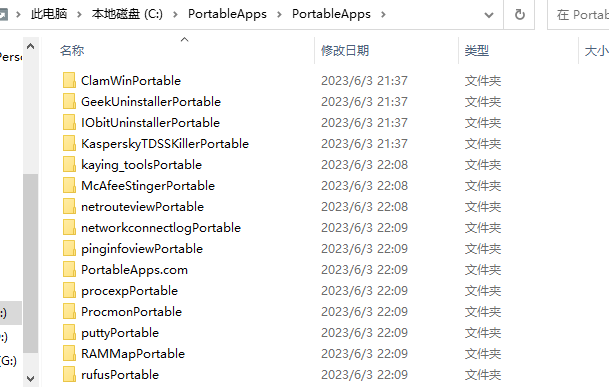 此电脑 > 本地磁盘 (C:) > PortableApps > PortableApps > 在 Portab
名称 修改日期 类型 大小
Perso
ClamWinPortable 2023/6/3 21:37 文件夹
GeekUninstallerPortable 2023/6/3 21:37 文件夹
IObitUninstallerPortable 2023/6/3 21:37 文件夹
KasperskyTDSSKillerPortable 2023/6/3 21:37 文件夹
kaying_toolsPortable 2023/6/3 22:08 文件夹
McAfeeStingerPortable 2023/6/3 22:08 文件夹
netrouteviewPortable 2023/6/3 22:08 文件夹
networkconnectlogPortable 2023/6/3 22:09 文件夹
pinginfoviewPortable 2023/6/3 22:09 文件夹
PortableApps.com 2023/6/3 22:09 文件夹
procexpPortable 2023/6/3 22:09 文件夹
:) ProcmonPortable 2023/6/3 22:09 文件夹
:) puttyPortable 2023/6/3 22:09 文件夹
(G:) RAMMapPortable 2023/6/3 22:09 文件夹
rufusPortable 2023/6/3 22:09 文件夹